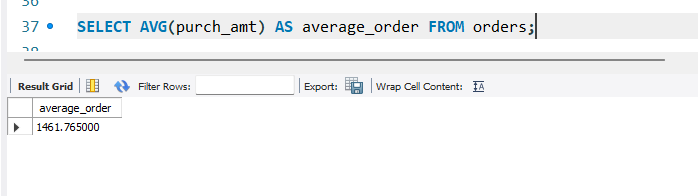 36
37 SELECT AVG(purch_amt) AS average_order FROM orders;
38
Result Grid Filter Rows: Export: Wrap Cell Content: IA
average_order
1461.765000